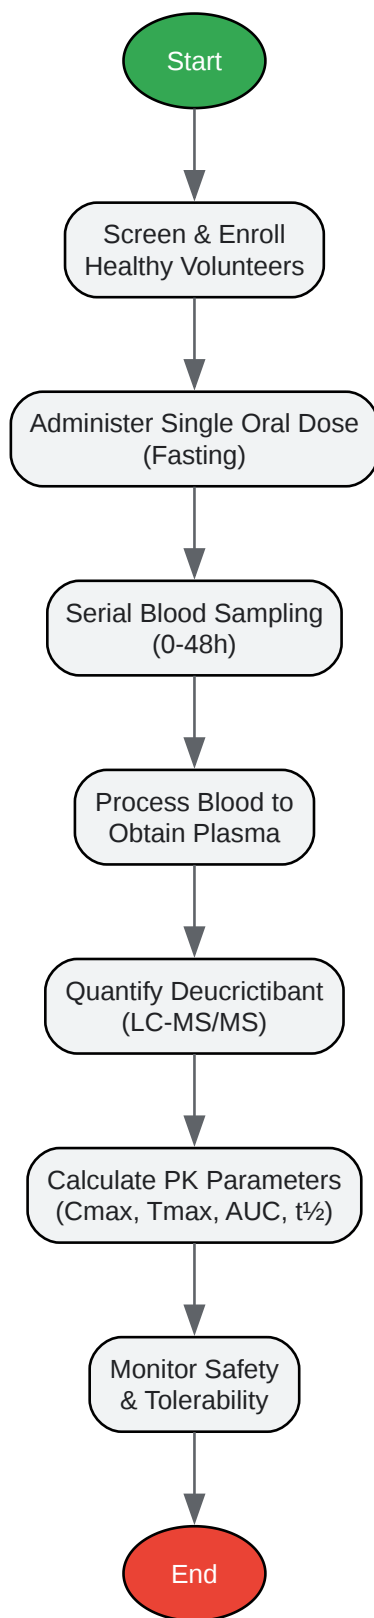 Start
Screen & Enroll
Healthy Volunteers
Administer Single Oral Dose
(Fasting)
Serial Blood Sampling
(0-48h)
Process Blood to
Obtain Plasma
Quantify Deucrictibant
(LC-MS/MS)
Calculate PK Parameters
(Cmax, Tmax, AUC, t½)
Monitor Safety
& Tolerability
End